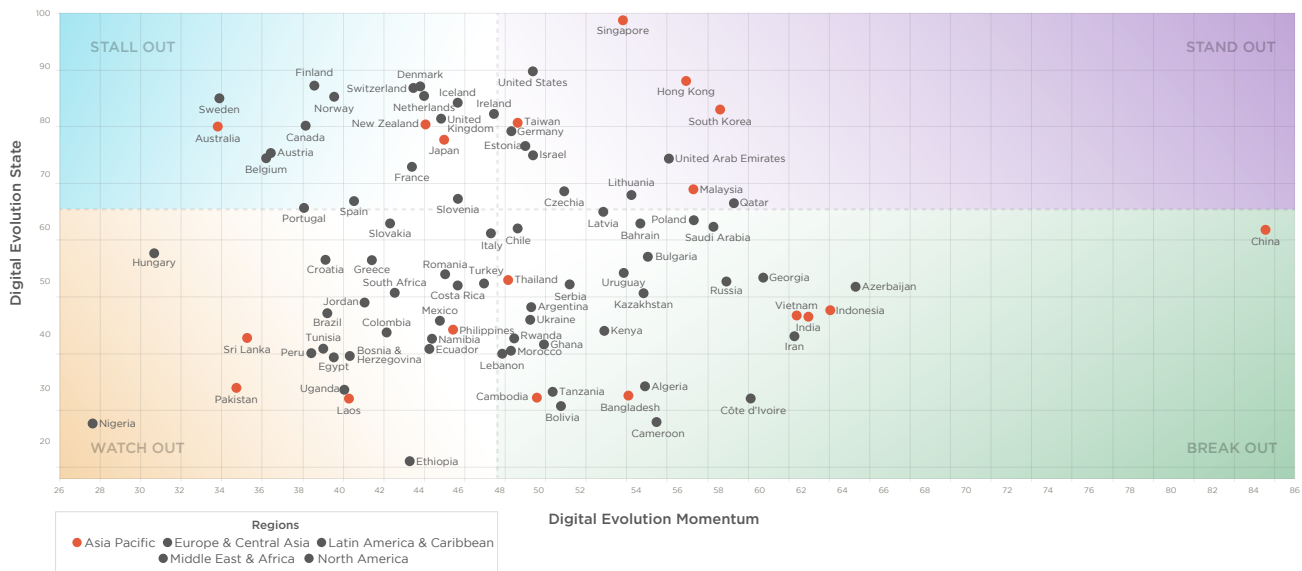 100
Singapore
STALL OUT
STAND OUT
90
Finland
Denmark
Switzerland
United States
Iceland
Hong Kong
Sweden
Norway
Netherlands
Ireland
South Korea
80
Australia
Canada
New Zealand
United
Kingdom
Taiwan
Germany
Japan
Estonia
Israel
Austria
Belgium
France
United Arab Emirates
70
Lithuania
Malaysia
Portugal
Spain
Slovenia
Czechia
Qatar
Slovakia
Latvia
Bahrain
Poland
Saudi Arabia
60
Italy
Chile
China
Hungary
Croatia
Greece
Romania
Bulgaria
50
South Africa
Turkey
Costa Rica
Thailand
Serbia
Uruguay
Kazakhstan
Russia
Georgia
Azerbaijan
Jordan
Brazil
Mexico
Argentina
Ukraine
Vietnam
India
Indonesia
40
Colombia
Philippines
Kenya
Iran
Sri Lanka
Tunisia
Namibia
Rwanda
Ghana
Peru
Egypt
Bosnia &
Herzegovina
Ecuador
Lebanon
Morocco
30
Pakistan
Uganda
Laos
Cambodia
Tanzania
Bolivia
Bangladesh
Algeria
Côte d'Ivoire
Nigeria
Cameroon
20
WATCH OUT
BREAK OUT
Ethiopia
Digital Evolution State
26 30 32 34 36 38 40 42 44 46 48 50 52 54 56 58 60 62 64 66 68 70 72 74 76 78 80 82 84 86
Digital Evolution Momentum
Regions
Asia Pacific Europe & Central Asia Latin America & Caribbean
Middle East & Africa North America